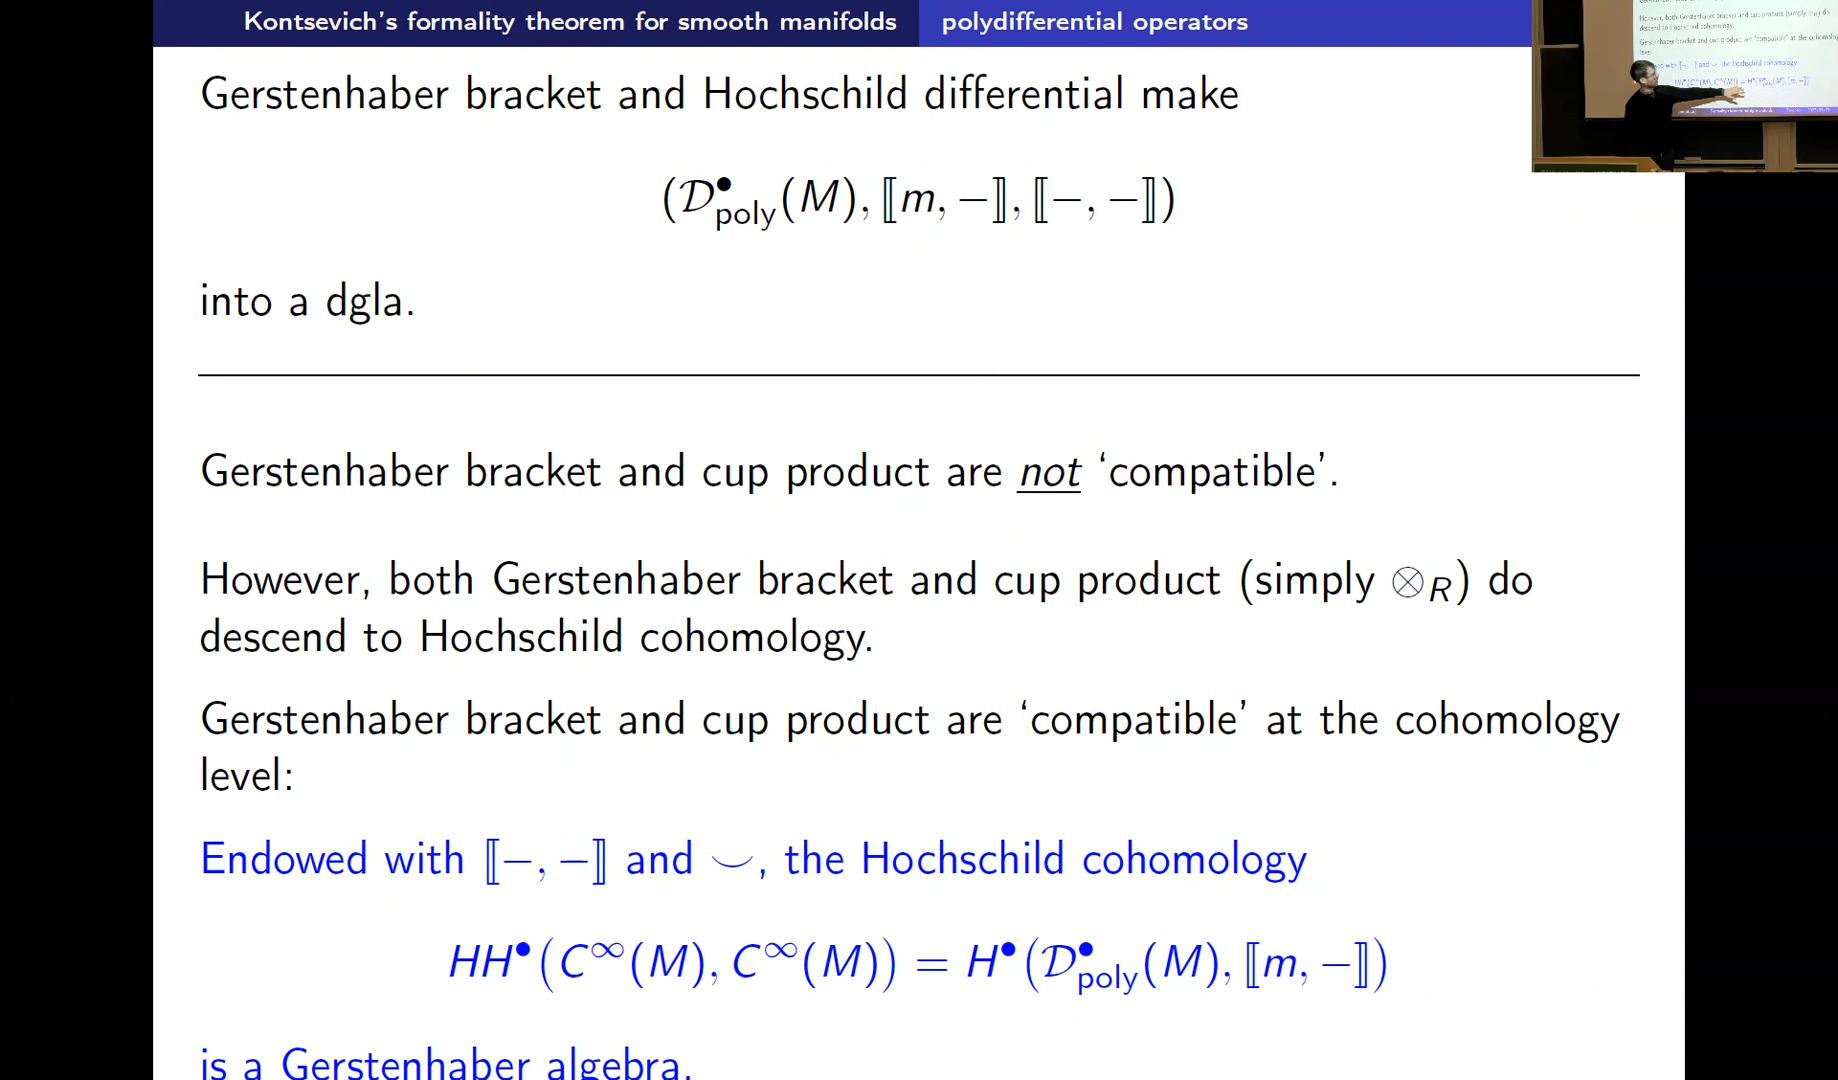 Kontsevich's formality theorem for smooth manifolds polydifferential operators
Gerstenhaber bracket and Hochschild differential make
(𝒟•poly(M), ⟦m, −⟧, ⟦−, −⟧)
into a dgla.
Gerstenhaber bracket and cup product are not ‘compatible’.
However, both Gerstenhaber bracket and cup product (simply ⊗R) do
descend to Hochschild cohomology.
Gerstenhaber bracket and cup product are ‘compatible’ at the cohomology
level:
Endowed with ⟦−, −⟧ and ⌣, the Hochschild cohomology
HH•(C∞(M), C∞(M)) = H•(𝒟•poly(M), ⟦m, −⟧)
is a Gerstenhaber algebra.